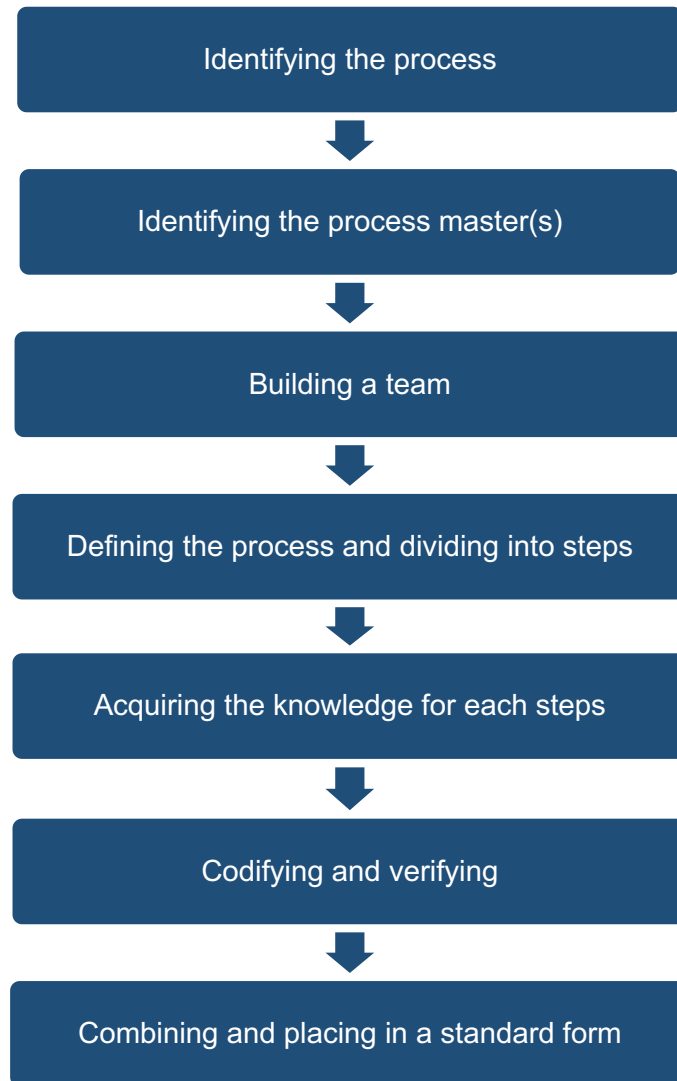 Identifying the process
Identifying the process master(s)
Building a team
Defining the process and dividing into steps
Acquiring the knowledge for each steps
Codifying and verifying
Combining and placing in a standard form